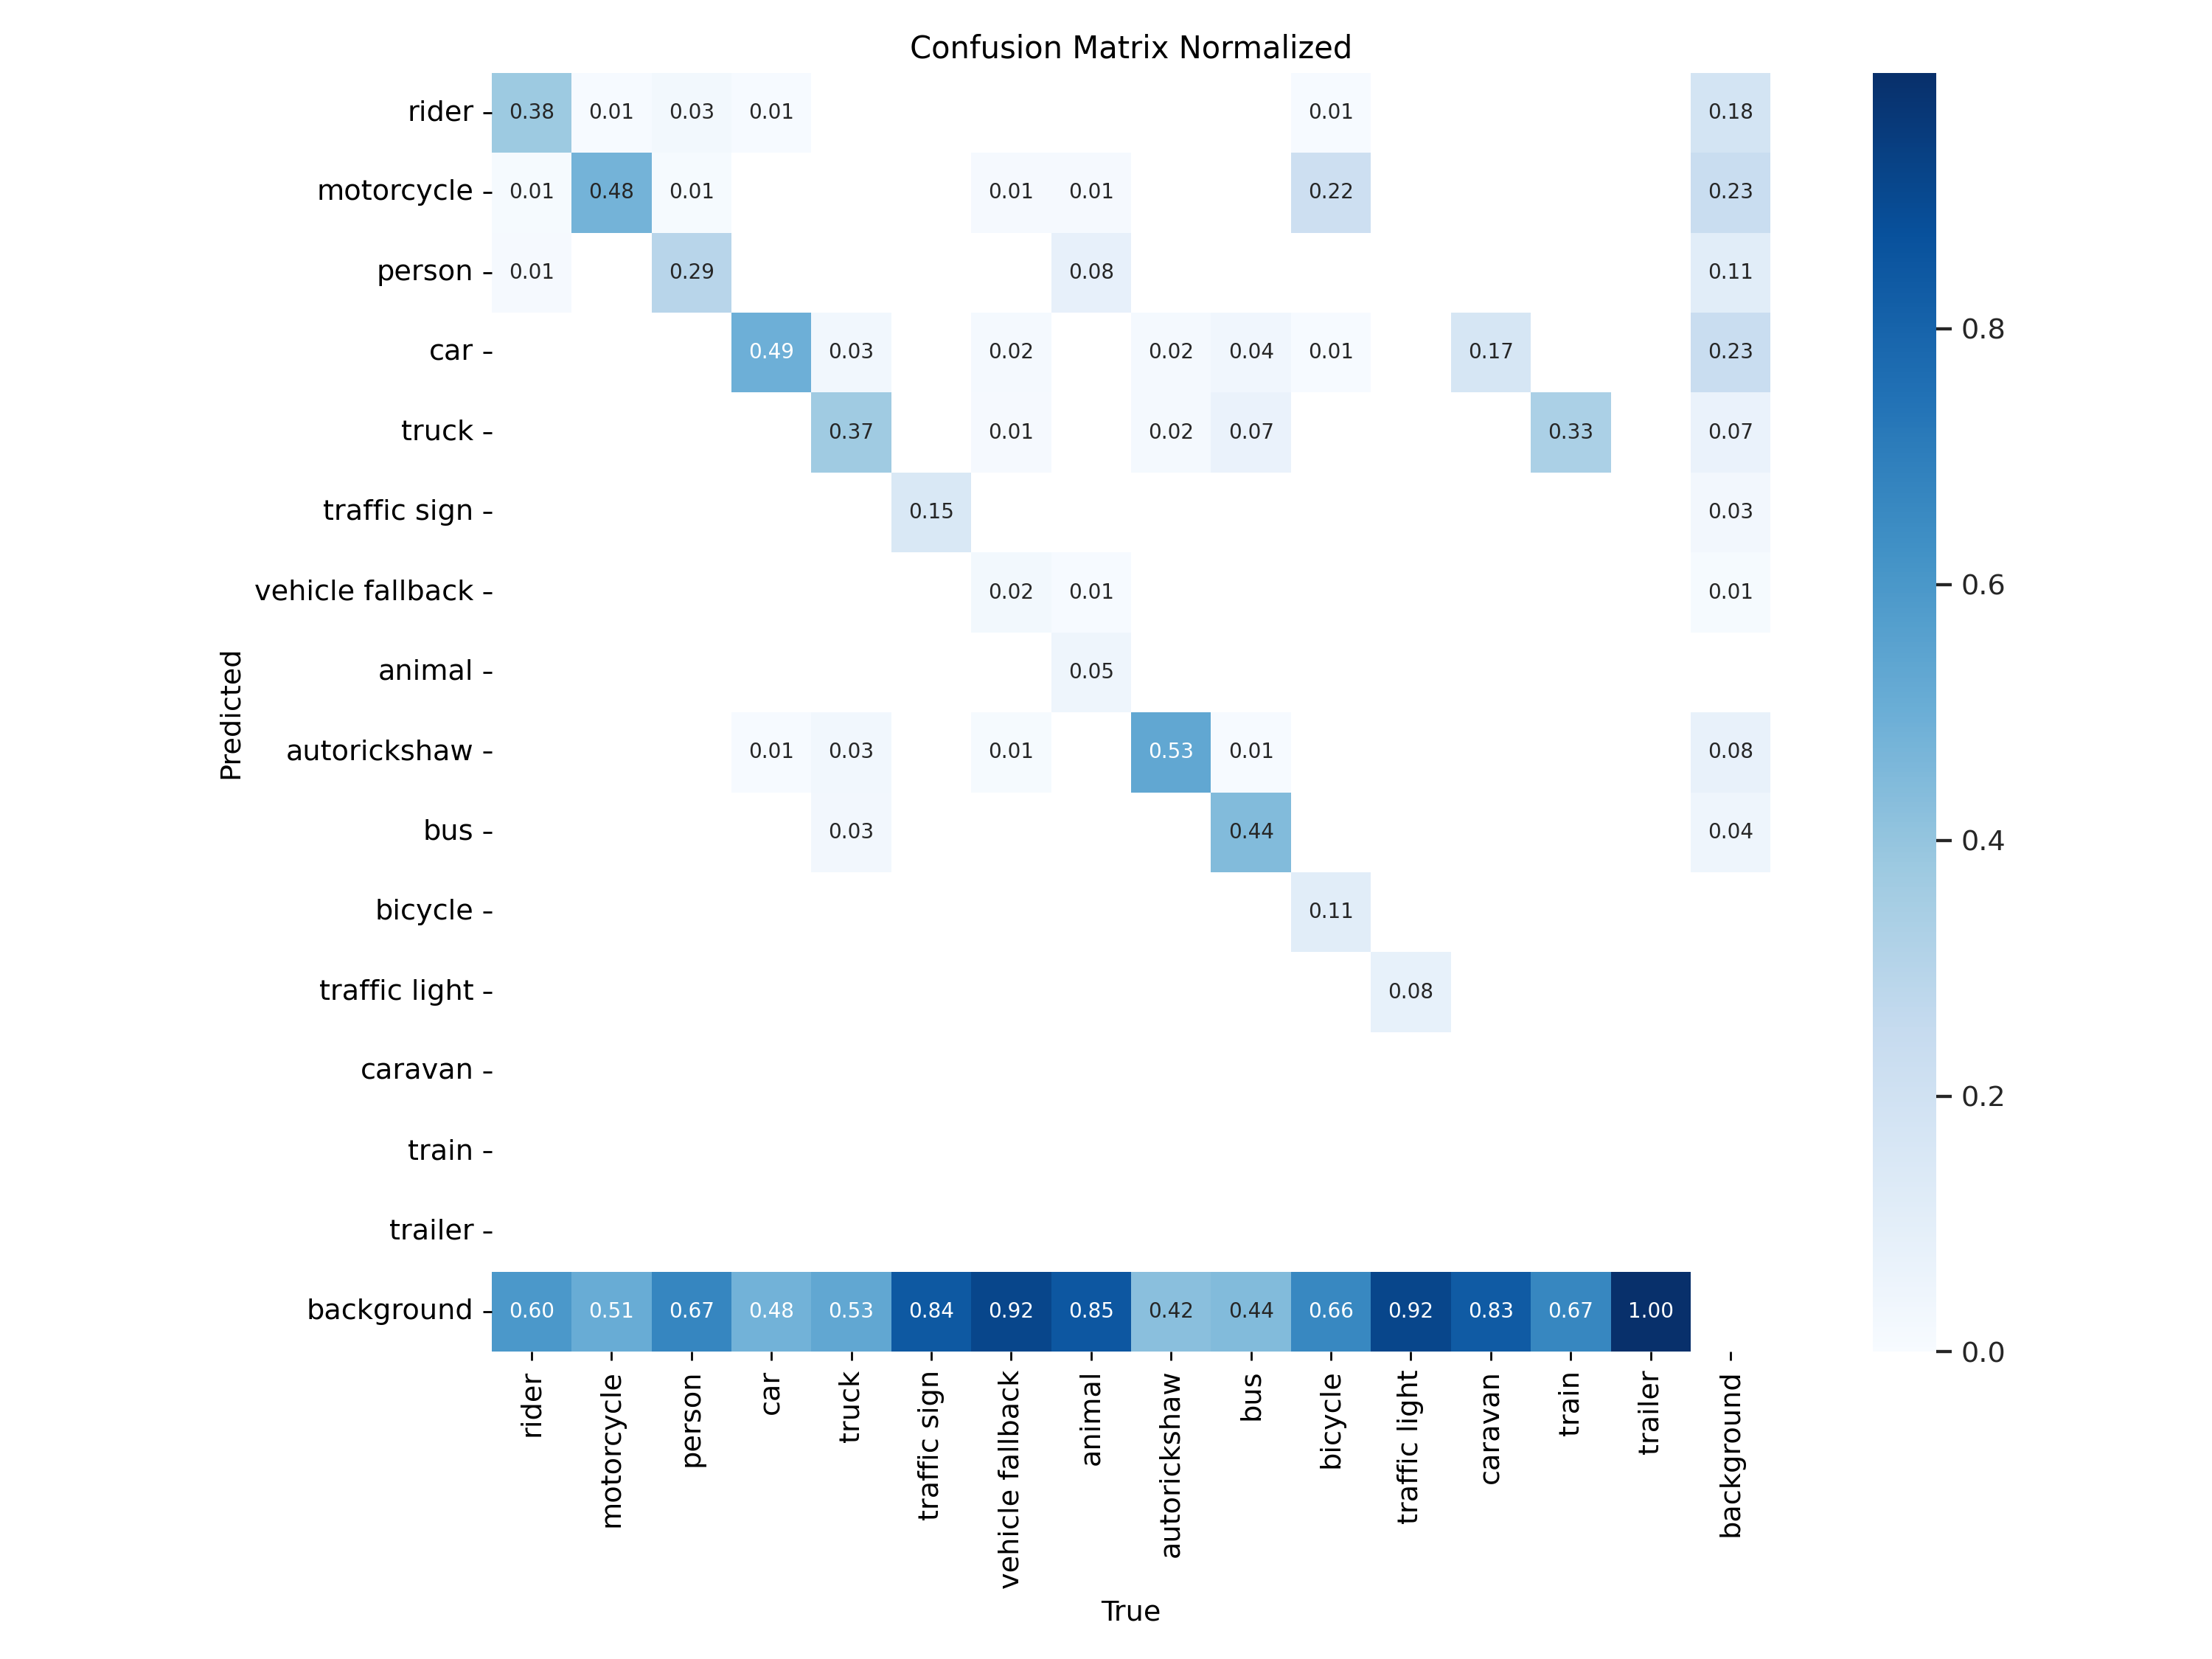 Confusion Matrix Normalized
rider 0.38 0.01 0.03 0.01 0.01 0.18
motorcycle 0.01 0.48 0.01 0.01 0.01 0.22 0.23
person 0.01 0.29 0.08 0.11
car 0.49 0.03 0.02 0.02 0.04 0.01 0.17 0.23
truck 0.37 0.01 0.02 0.07 0.33 0.07
traffic sign 0.15 0.03
vehicle fallback 0.02 0.01 0.01
animal 0.05
autorickshaw 0.01 0.03 0.01 0.53 0.01 0.08
bus 0.03 0.44 0.04
bicycle 0.11
traffic light 0.08
caravan
train
trailer
background 0.60 0.51 0.67 0.48 0.53 0.84 0.92 0.85 0.42 0.44 0.66 0.92 0.83 0.67 1.00
Predicted
rider
motorcycle
person
car
truck
traffic sign
vehicle fallback
animal
autorickshaw
bus
bicycle
traffic light
caravan
train
trailer
background
True
0.8
0.6
0.4
0.2
0.0